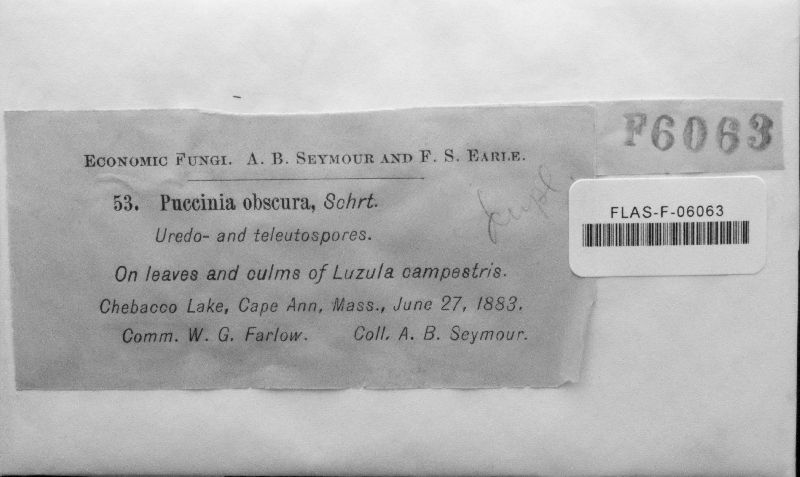 F6063
ECONOMIC FUNGI. A. B. SEYMOUR AND F. S. EARLE.
53. Puccinia obscura, Schrt.
Uredo- and teleutospores.
On leaves and culms of Luzula campestris.
Chebacco Lake, Cape Ann, Mass., June 27, 1883.
Comm. W. G. Farlow. Coll. A. B. Seymour.
FLAS-F-06063